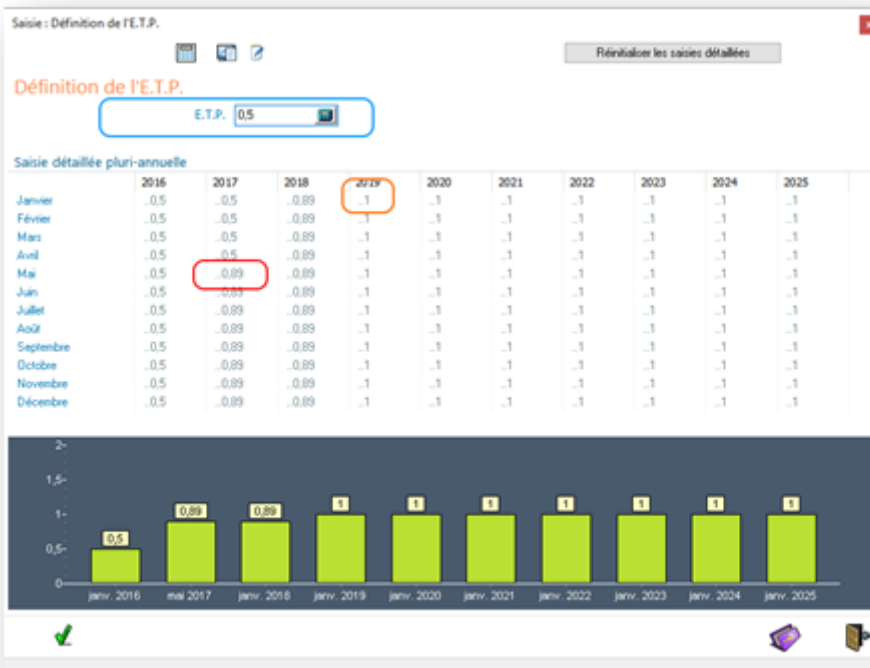 Saisie : Définition de l'E.T.P.
Réinitialiser les saisies détaillées
Définition de l'E.T.P.
E.T.P. 0,5
Saisie détaillée pluri-annuelle
2016 2017 2018 2019 2020 2021 2022 2023 2024 2025
Janvier ..0,5 ..0,5 ..0,89 ..1 ..1 ..1 ..1 ..1 ..1 ..1
Février ..0,5 ..0,5 ..0,89 ..1 ..1 ..1 ..1 ..1 ..1 ..1
Mars ..0,5 ..0,5 ..0,89 ..1 ..1 ..1 ..1 ..1 ..1 ..1
Avril ..0,5 ..0,5 ..0,89 ..1 ..1 ..1 ..1 ..1 ..1 ..1
Mai ..0,5 ..0,89 ..0,89 ..1 ..1 ..1 ..1 ..1 ..1 ..1
Juin ..0,5 ..0,89 ..0,89 ..1 ..1 ..1 ..1 ..1 ..1 ..1
Juillet ..0,5 ..0,89 ..0,89 ..1 ..1 ..1 ..1 ..1 ..1 ..1
Août ..0,5 ..0,89 ..0,89 ..1 ..1 ..1 ..1 ..1 ..1 ..1
Septembre ..0,5 ..0,89 ..0,89 ..1 ..1 ..1 ..1 ..1 ..1 ..1
Octobre ..0,5 ..0,89 ..0,89 ..1 ..1 ..1 ..1 ..1 ..1 ..1
Novembre ..0,5 ..0,89 ..0,89 ..1 ..1 ..1 ..1 ..1 ..1 ..1
Décembre ..0,5 ..0,89 ..0,89 ..1 ..1 ..1 ..1 ..1 ..1 ..1
2-
1,5-
1-
0,5-
0-
0,5 0,89 0,89 1 1 1 1 1 1 1
janv. 2016 mai 2017 janv. 2018 janv. 2019 janv. 2020 janv. 2021 janv. 2022 janv. 2023 janv. 2024 janv. 2025